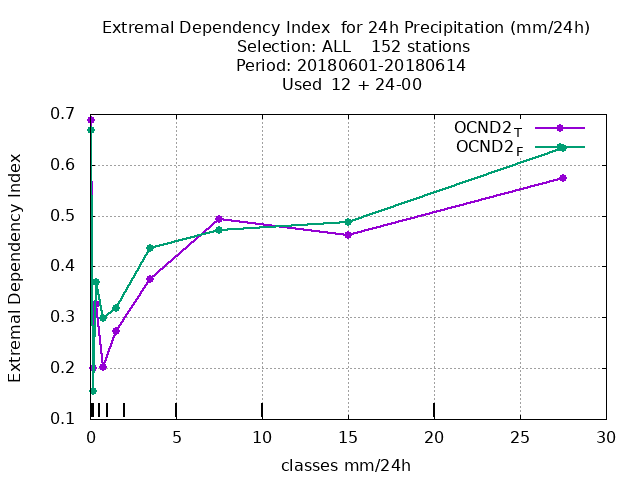 Extremal Dependency Index  for 24h Precipitation (mm/24h)
Selection: ALL    152 stations
Period: 20180601-20180614
Used  12 + 24-00
OCND2T
OCND2F
Extremal Dependency Index
0.7
0.6
0.5
0.4
0.3
0.2
0.1
0 5 10 15 20 25 30
classes mm/24h